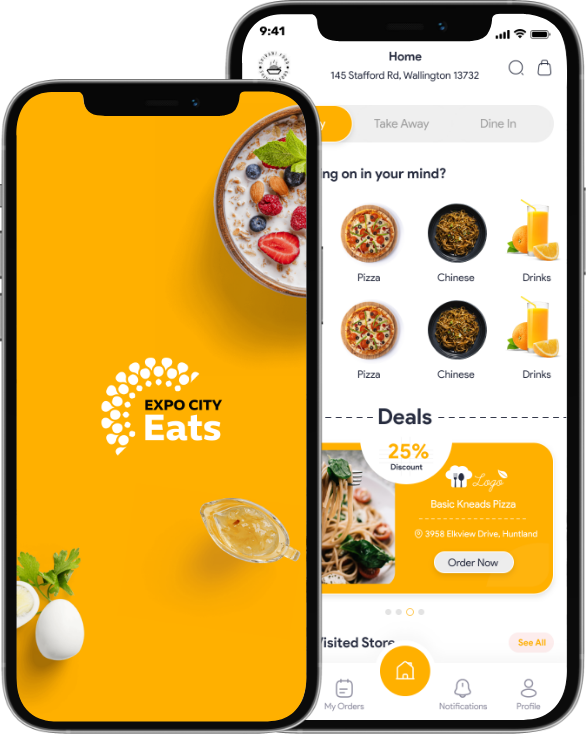 EXPO CITY
Eats
9:41
Home
145 Stafford Rd, Wallington 13732
y
Take Away
Dine In
ng on in your mind?
Pizza
Chinese
Drinks
Pizza
Chinese
Drinks
Deals
25%
Discount
Logo
Basic Kneads Pizza
3958 Elkview Drive, Huntland
Order Now
Visited Store
See All
My Orders
Notifications
Profile